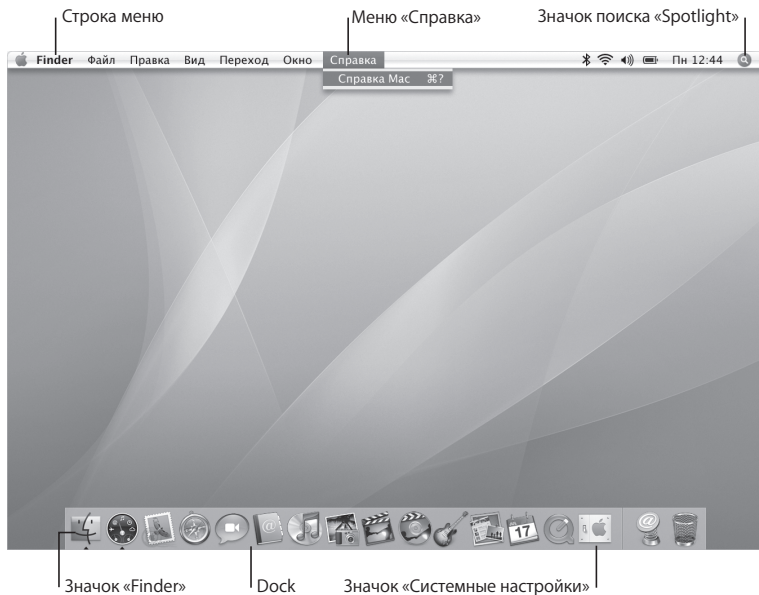 Строка меню
Меню «Справка»
Значок поиска «Spotlight»
Finder Файл Правка Вид Переход Окно Справка Пн 12:44
Справка Mac ⌘?
17
Значок «Finder»
Dock
Значок «Системные настройки»